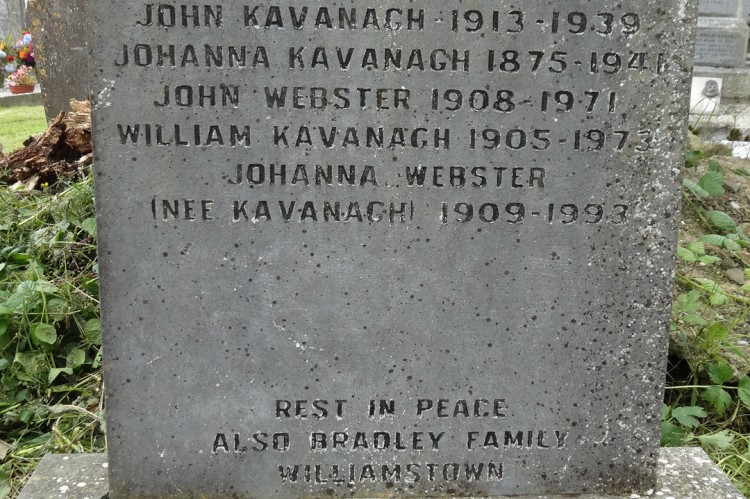 JOHN KAVANAGH 1913-1939
JOHANNA KAVANAGH 1875-1941
JOHN WEBSTER 1908-1971
WILLIAM KAVANAGH 1905-1973
JOHANNA WEBSTER
(NEE KAVANAGH) 1909-1993
REST IN PEACE
ALSO BRADLEY FAMILY
WILLIAMSTOWN